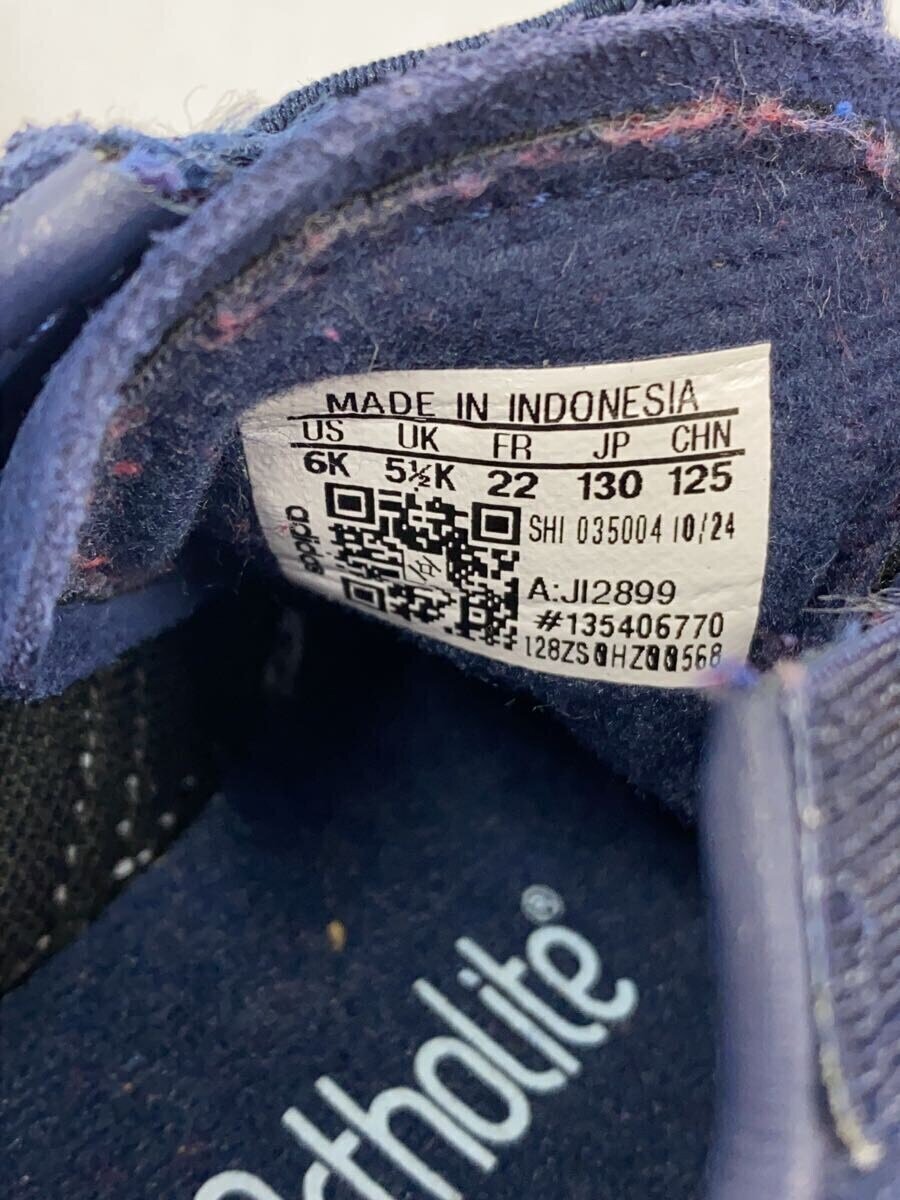 MADE IN INDONESIA
US UK FR JP CHN
6K 5½K 22 130 125
adidas
SHI 035004 10/24
A:JI2899
#135406770
128ZS0HZ00568
Ortholite®